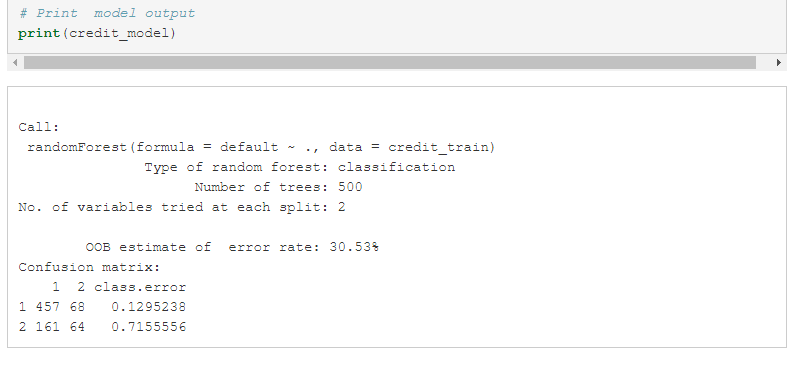 # Print  model output
print(credit_model)
Call:
 randomForest(formula = default ~ ., data = credit_train)
               Type of random forest: classification
                     Number of trees: 500
No. of variables tried at each split: 2
        OOB estimate of  error rate: 30.53%
Confusion matrix:
    1  2 class.error
1 457 68   0.1295238
2 161 64   0.7155556